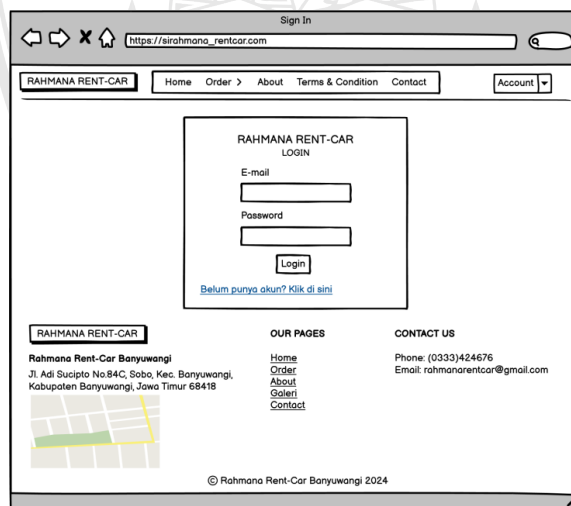 Sign In
https://sirahmana_rentcar.com
RAHMANA RENT-CAR
Home Order > About Terms & Condition Contact
Account
RAHMANA RENT-CAR
LOGIN
E-mail
Password
Login
Belum punya akun? Klik di sini
RAHMANA RENT-CAR
Rahmana Rent-Car Banyuwangi
Jl. Adi Sucipto No.84C, Sobo, Kec. Banyuwangi,
Kabupaten Banyuwangi, Jawa Timur 68418
OUR PAGES
Home
Order
About
Galeri
Contact
CONTACT US
Phone: (0333)424676
Email: rahmanarentcar@gmail.com
© Rahmana Rent-Car Banyuwangi 2024